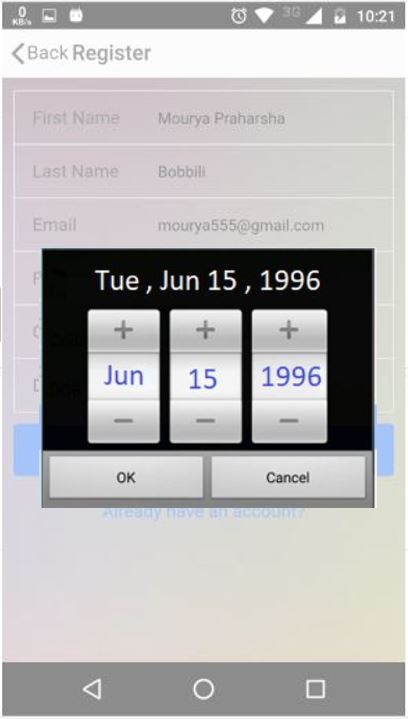 0
KB/s
3G
10:21
Back Register
First Name Mourya Praharsha
Last Name Bobbili
Email mourya555@gmail.com
Tue , Jun 15 , 1996
+ + +
Jun 15 1996
− − −
OK Cancel
Already have an account?